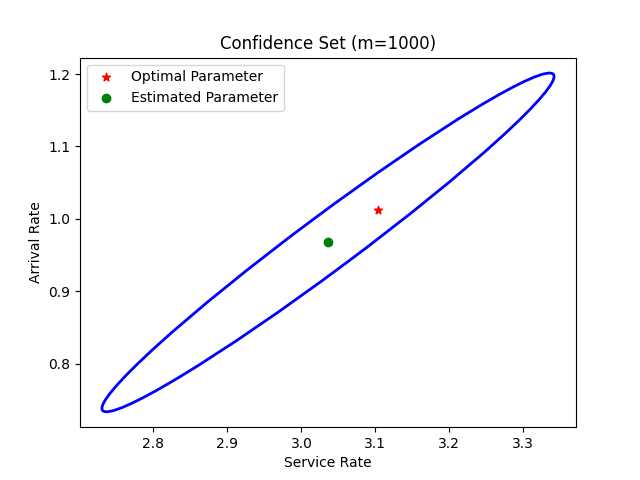 Confidence Set (m=1000)
Optimal Parameter
Estimated Parameter
1.2
1.1
1.0
0.9
0.8
Arrival Rate
2.8 2.9 3.0 3.1 3.2 3.3
Service Rate